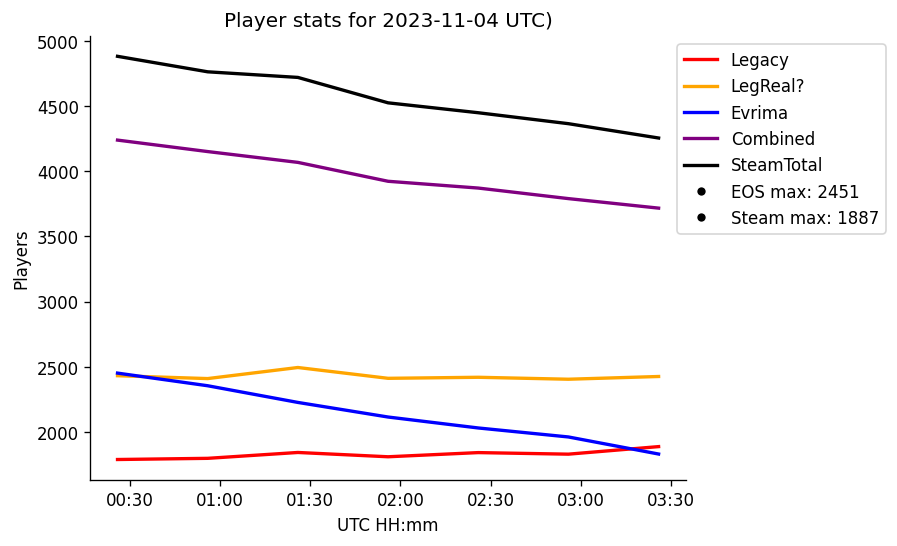 Player stats for 2023-11-04 UTC)
5000
4500
4000
3500
3000
2500
2000
Players
00:30 01:00 01:30 02:00 02:30 03:00 03:30
UTC HH:mm
Legacy
LegReal?
Evrima
Combined
SteamTotal
EOS max: 2451
Steam max: 1887